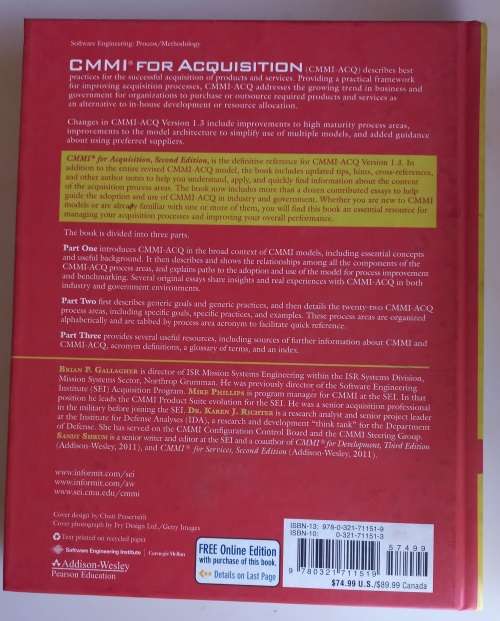 Software Engineering: Process/Methodology
CMMI® FOR ACQUISITION (CMMI-ACQ) describes best
practices for the successful acquisition of products and services. Providing a practical framework
for improving acquisition processes, CMMI-ACQ addresses the growing trend in business and
government for organizations to purchase or outsource required products and services as
an alternative to in-house development or resource allocation.
Changes in CMMI-ACQ Version 1.3 include improvements to high maturity process areas,
improvements to the model architecture to simplify use of multiple models, and added guidance
about using preferred suppliers.
CMMI® for Acquisition, Second Edition, is the definitive reference for CMMI-ACQ Version 1.3. In
addition to the entire revised CMMI-ACQ model, the book includes updated tips, hints, cross-references,
and other author notes to help you understand, apply, and quickly find information about the content
of the acquisition process areas. The book now includes more than a dozen contributed essays to help
guide the adoption and use of CMMI-ACQ in industry and government. Whether you are new to CMMI
models or are already familiar with one or more of them, you will find this book an essential resource for
managing your acquisition processes and improving your overall performance.
The book is divided into three parts.
Part One introduces CMMI-ACQ in the broad context of CMMI models, including essential concepts
and useful background. It then describes and shows the relationships among all the components of the
CMMI-ACQ process areas, and explains paths to the adoption and use of the model for process improvement
and benchmarking. Several original essays share insights and real experiences with CMMI-ACQ in both
industry and government environments.
Part Two first describes generic goals and generic practices, and then details the twenty-two CMMI-ACQ
process areas, including specific goals, specific practices, and examples. These process areas are organized
alphabetically and are tabbed by process area acronym to facilitate quick reference.
Part Three provides several useful resources, including sources of further information about CMMI and
CMMI-ACQ, acronym definitions, a glossary of terms, and an index.
BRIAN P. GALLAGHER is director of ISR Mission Systems Engineering within the ISR Systems Division,
Mission Systems Sector, Northrop Grumman. He was previously director of the Software Engineering
Institute (SEI) Acquisition Program. MIKE PHILLIPS is program manager for CMMI at the SEI. In that
position he leads the CMMI Product Suite evolution for the SEI. He was a senior acquisition professional
in the military before joining the SEI. DR. KAREN J. RICHTER is a research analyst and senior project leader
at the Institute for Defense Analyses (IDA), a research and development “think tank” for the Department
of Defense. She has served on the CMMI Configuration Control Board and the CMMI Steering Group.
SANDY SHRUM is a senior writer and editor at the SEI and a coauthor of CMMI® for Development, Third Edition
(Addison-Wesley, 2011), and CMMI® for Services, Second Edition (Addison-Wesley, 2011).
www.informit.com/sei
www.informit.com/aw
www.sei.cmu.edu/cmmi
Cover design by Chuti Prasertsith
Cover photograph by Fry Design Ltd./Getty Images
Text printed on recycled paper
Software Engineering Institute | Carnegie Mellon
Addison-Wesley
Pearson Education
FREE Online Edition
with purchase of this book.
Details on Last Page
ISBN-13: 978-0-321-71151-9
ISBN-10: 0-321-71151-3
57499
9 780321 711519
$74.99 U.S./$89.99 Canada